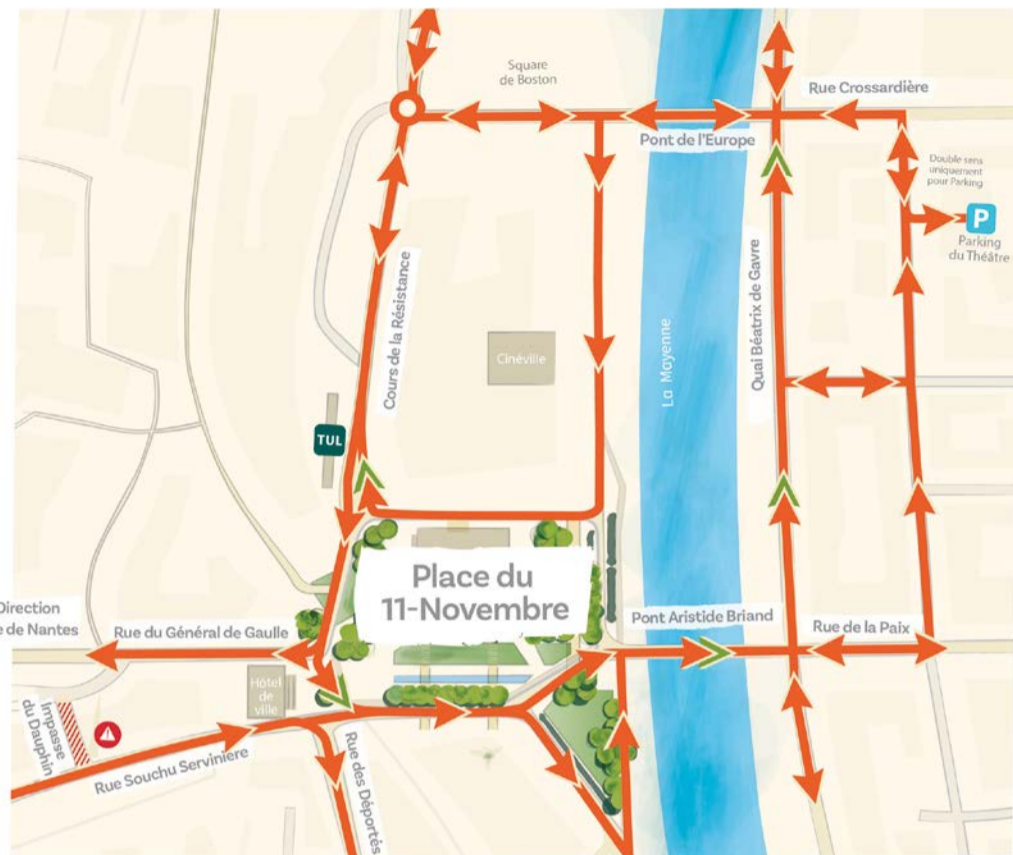 Square
de Boston
Rue Crossardière
Pont de l'Europe
Double sens
uniquement
pour Parking
P
Parking
du Théâtre
Cours de la Résistance
Cinéville
La Mayenne
Quai Béatrix de Gavre
TUL
Place du
11-Novembre
Direction
e de Nantes
Rue du Général de Gaulle
Pont Aristide Briand
Rue de la Paix
Hôtel
de
ville
Impasse
du Dauphin
Rue Souchu Servinière
Rue des Déportés